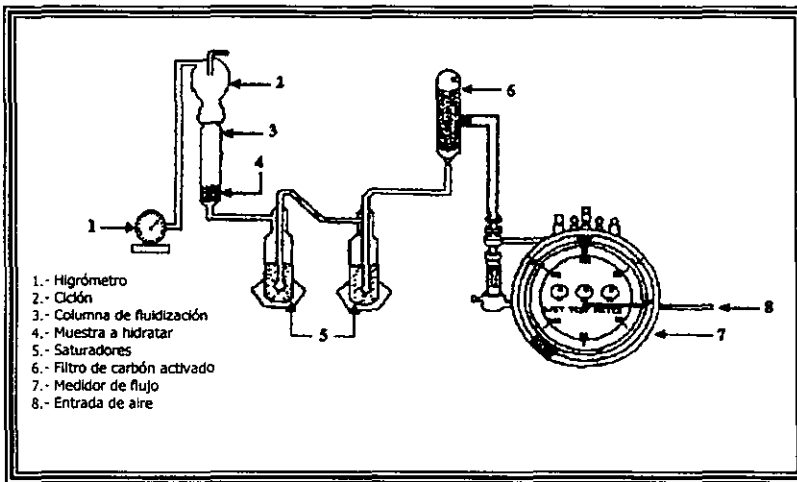 2
6
3
4
1
1.- Higrómetro
2.- Ciclón
3.- Columna de fluidización
4.- Muestra a hidratar
5.- Saturadores
6.- Filtro de carbón activado
7.- Medidor de flujo
8.- Entrada de aire
5
8
7